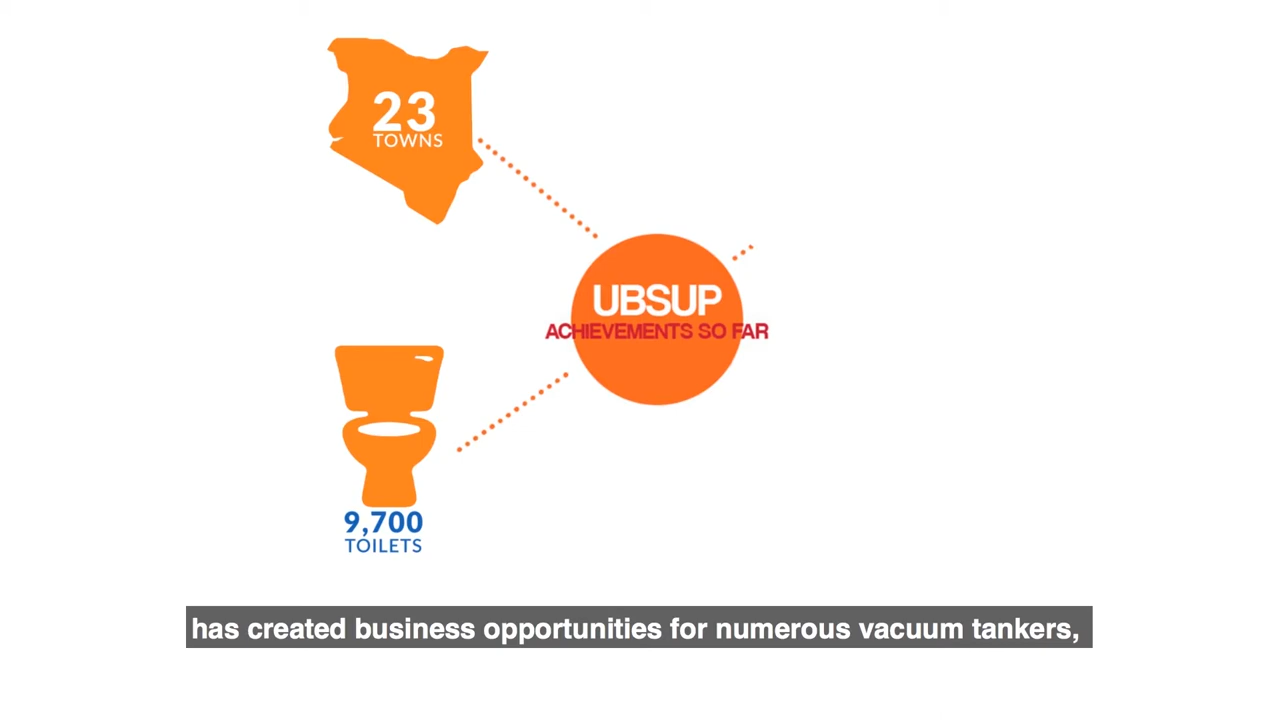 23
TOWNS
UBSUP
ACHIEVEMENTS SO FAR
9,700
TOILETS
has created business opportunities for numerous vacuum tankers,